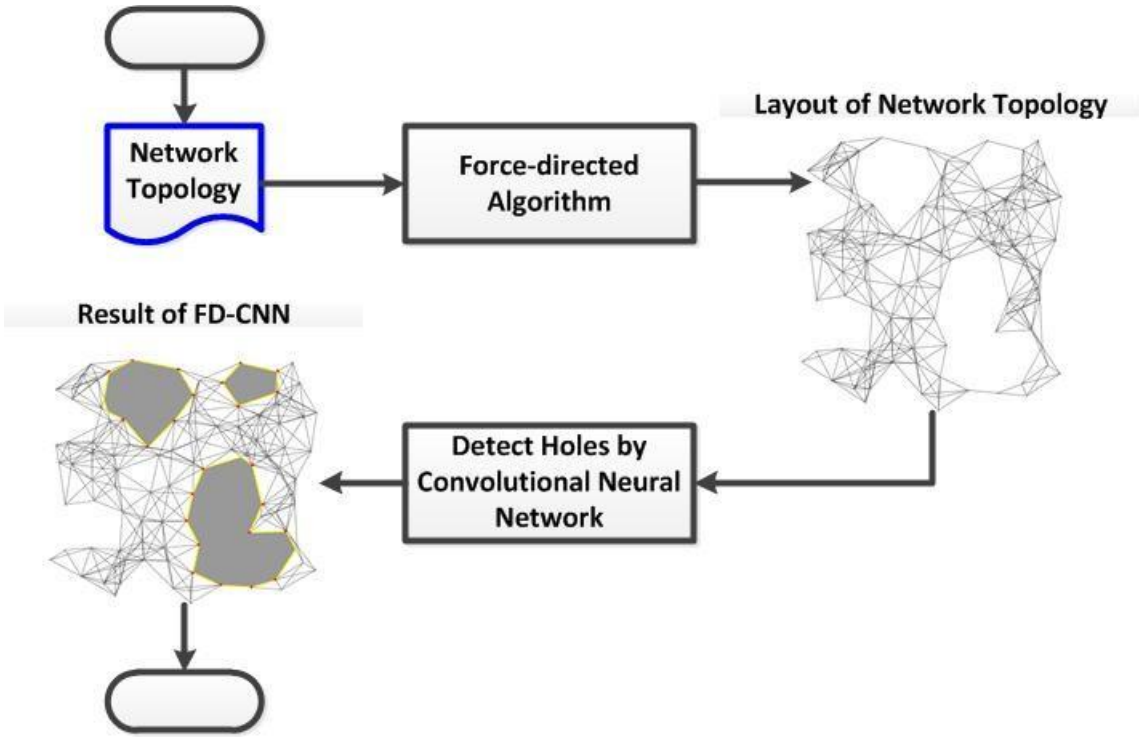 Network
Topology
Force-directed
Algorithm
Layout of Network Topology
Detect Holes by
Convolutional Neural
Network
Result of FD-CNN